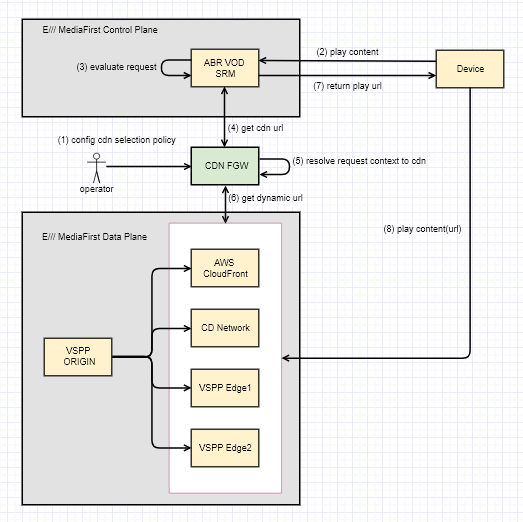 E/// MediaFirst Control Plane
(2) play content
ABR VOD
SRM
(3) evaluate request
Device
(7) return play url
(4) get cdn url
(1) config cdn selection policy
CDN FGW
(5) resolve request context to cdn
operator
(6) get dynamic url
(8) play content(url)
E/// MediaFirst Data Plane
AWS
CloudFront
CD Network
VSPP
ORIGIN
VSPP Edge1
VSPP Edge2